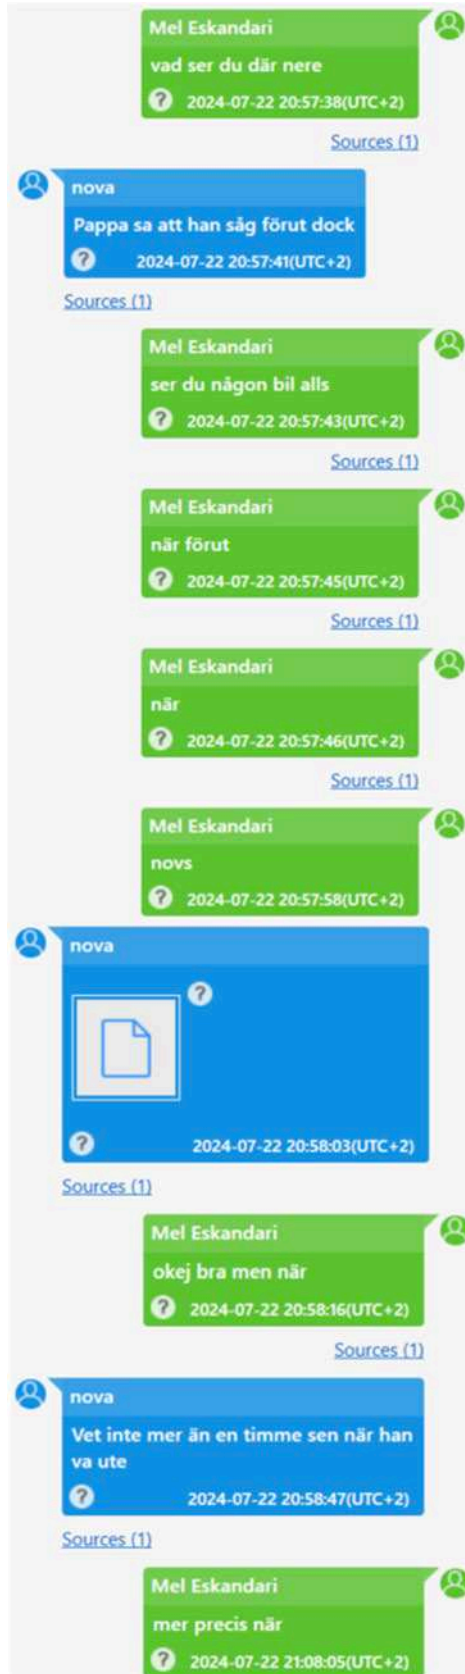 Mel Eskandari
vad ser du där nere
? 2024-07-22 20:57:38(UTC+2)
Sources (1)
nova
Pappa sa att han såg förut dock
? 2024-07-22 20:57:41(UTC+2)
Sources (1)
Mel Eskandari
ser du någon bil alls
? 2024-07-22 20:57:43(UTC+2)
Sources (1)
Mel Eskandari
när förut
? 2024-07-22 20:57:45(UTC+2)
Sources (1)
Mel Eskandari
när
? 2024-07-22 20:57:46(UTC+2)
Sources (1)
Mel Eskandari
novs
? 2024-07-22 20:57:58(UTC+2)
nova
?
? 2024-07-22 20:58:03(UTC+2)
Sources (1)
Mel Eskandari
okej bra men när
? 2024-07-22 20:58:16(UTC+2)
Sources (1)
nova
Vet inte mer än en timme sen när han
va ute
? 2024-07-22 20:58:47(UTC+2)
Sources (1)
Mel Eskandari
mer precis när
? 2024-07-22 21:08:05(UTC+2)